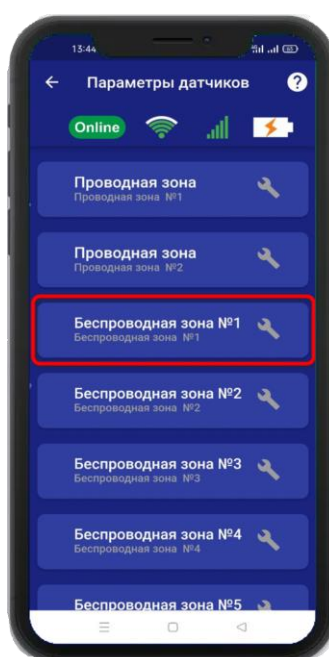 13:44
Параметры датчиков
?
Online
Проводная зона
Проводная зона №1
Проводная зона
Проводная зона №2
Беспроводная зона №1
Беспроводная зона №1
Беспроводная зона №2
Беспроводная зона №2
Беспроводная зона №3
Беспроводная зона №3
Беспроводная зона №4
Беспроводная зона №4
Беспроводная зона №5